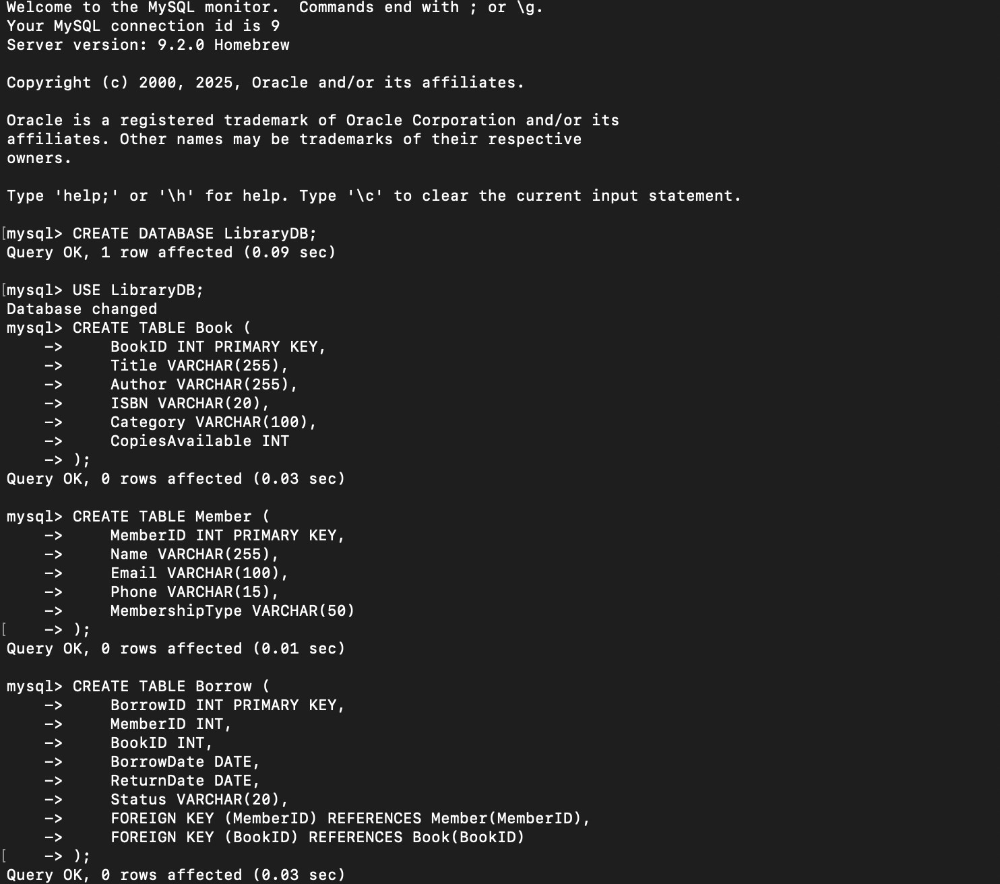 Welcome to the MySQL monitor.  Commands end with ; or \g.
Your MySQL connection id is 9
Server version: 9.2.0 Homebrew

Copyright (c) 2000, 2025, Oracle and/or its affiliates.

Oracle is a registered trademark of Oracle Corporation and/or its
affiliates. Other names may be trademarks of their respective
owners.

Type 'help;' or '\h' for help. Type '\c' to clear the current input statement.

[mysql> CREATE DATABASE LibraryDB;
Query OK, 1 row affected (0.09 sec)

[mysql> USE LibraryDB;
Database changed
mysql> CREATE TABLE Book (
    ->     BookID INT PRIMARY KEY,
    ->     Title VARCHAR(255),
    ->     Author VARCHAR(255),
    ->     ISBN VARCHAR(20),
    ->     Category VARCHAR(100),
    ->     CopiesAvailable INT
    -> );
Query OK, 0 rows affected (0.03 sec)

mysql> CREATE TABLE Member (
    ->     MemberID INT PRIMARY KEY,
    ->     Name VARCHAR(255),
    ->     Email VARCHAR(100),
    ->     Phone VARCHAR(15),
    ->     MembershipType VARCHAR(50)
[    -> );
Query OK, 0 rows affected (0.01 sec)

mysql> CREATE TABLE Borrow (
    ->     BorrowID INT PRIMARY KEY,
    ->     MemberID INT,
    ->     BookID INT,
    ->     BorrowDate DATE,
    ->     ReturnDate DATE,
    ->     Status VARCHAR(20),
    ->     FOREIGN KEY (MemberID) REFERENCES Member(MemberID),
    ->     FOREIGN KEY (BookID) REFERENCES Book(BookID)
[    -> );
Query OK, 0 rows affected (0.03 sec)